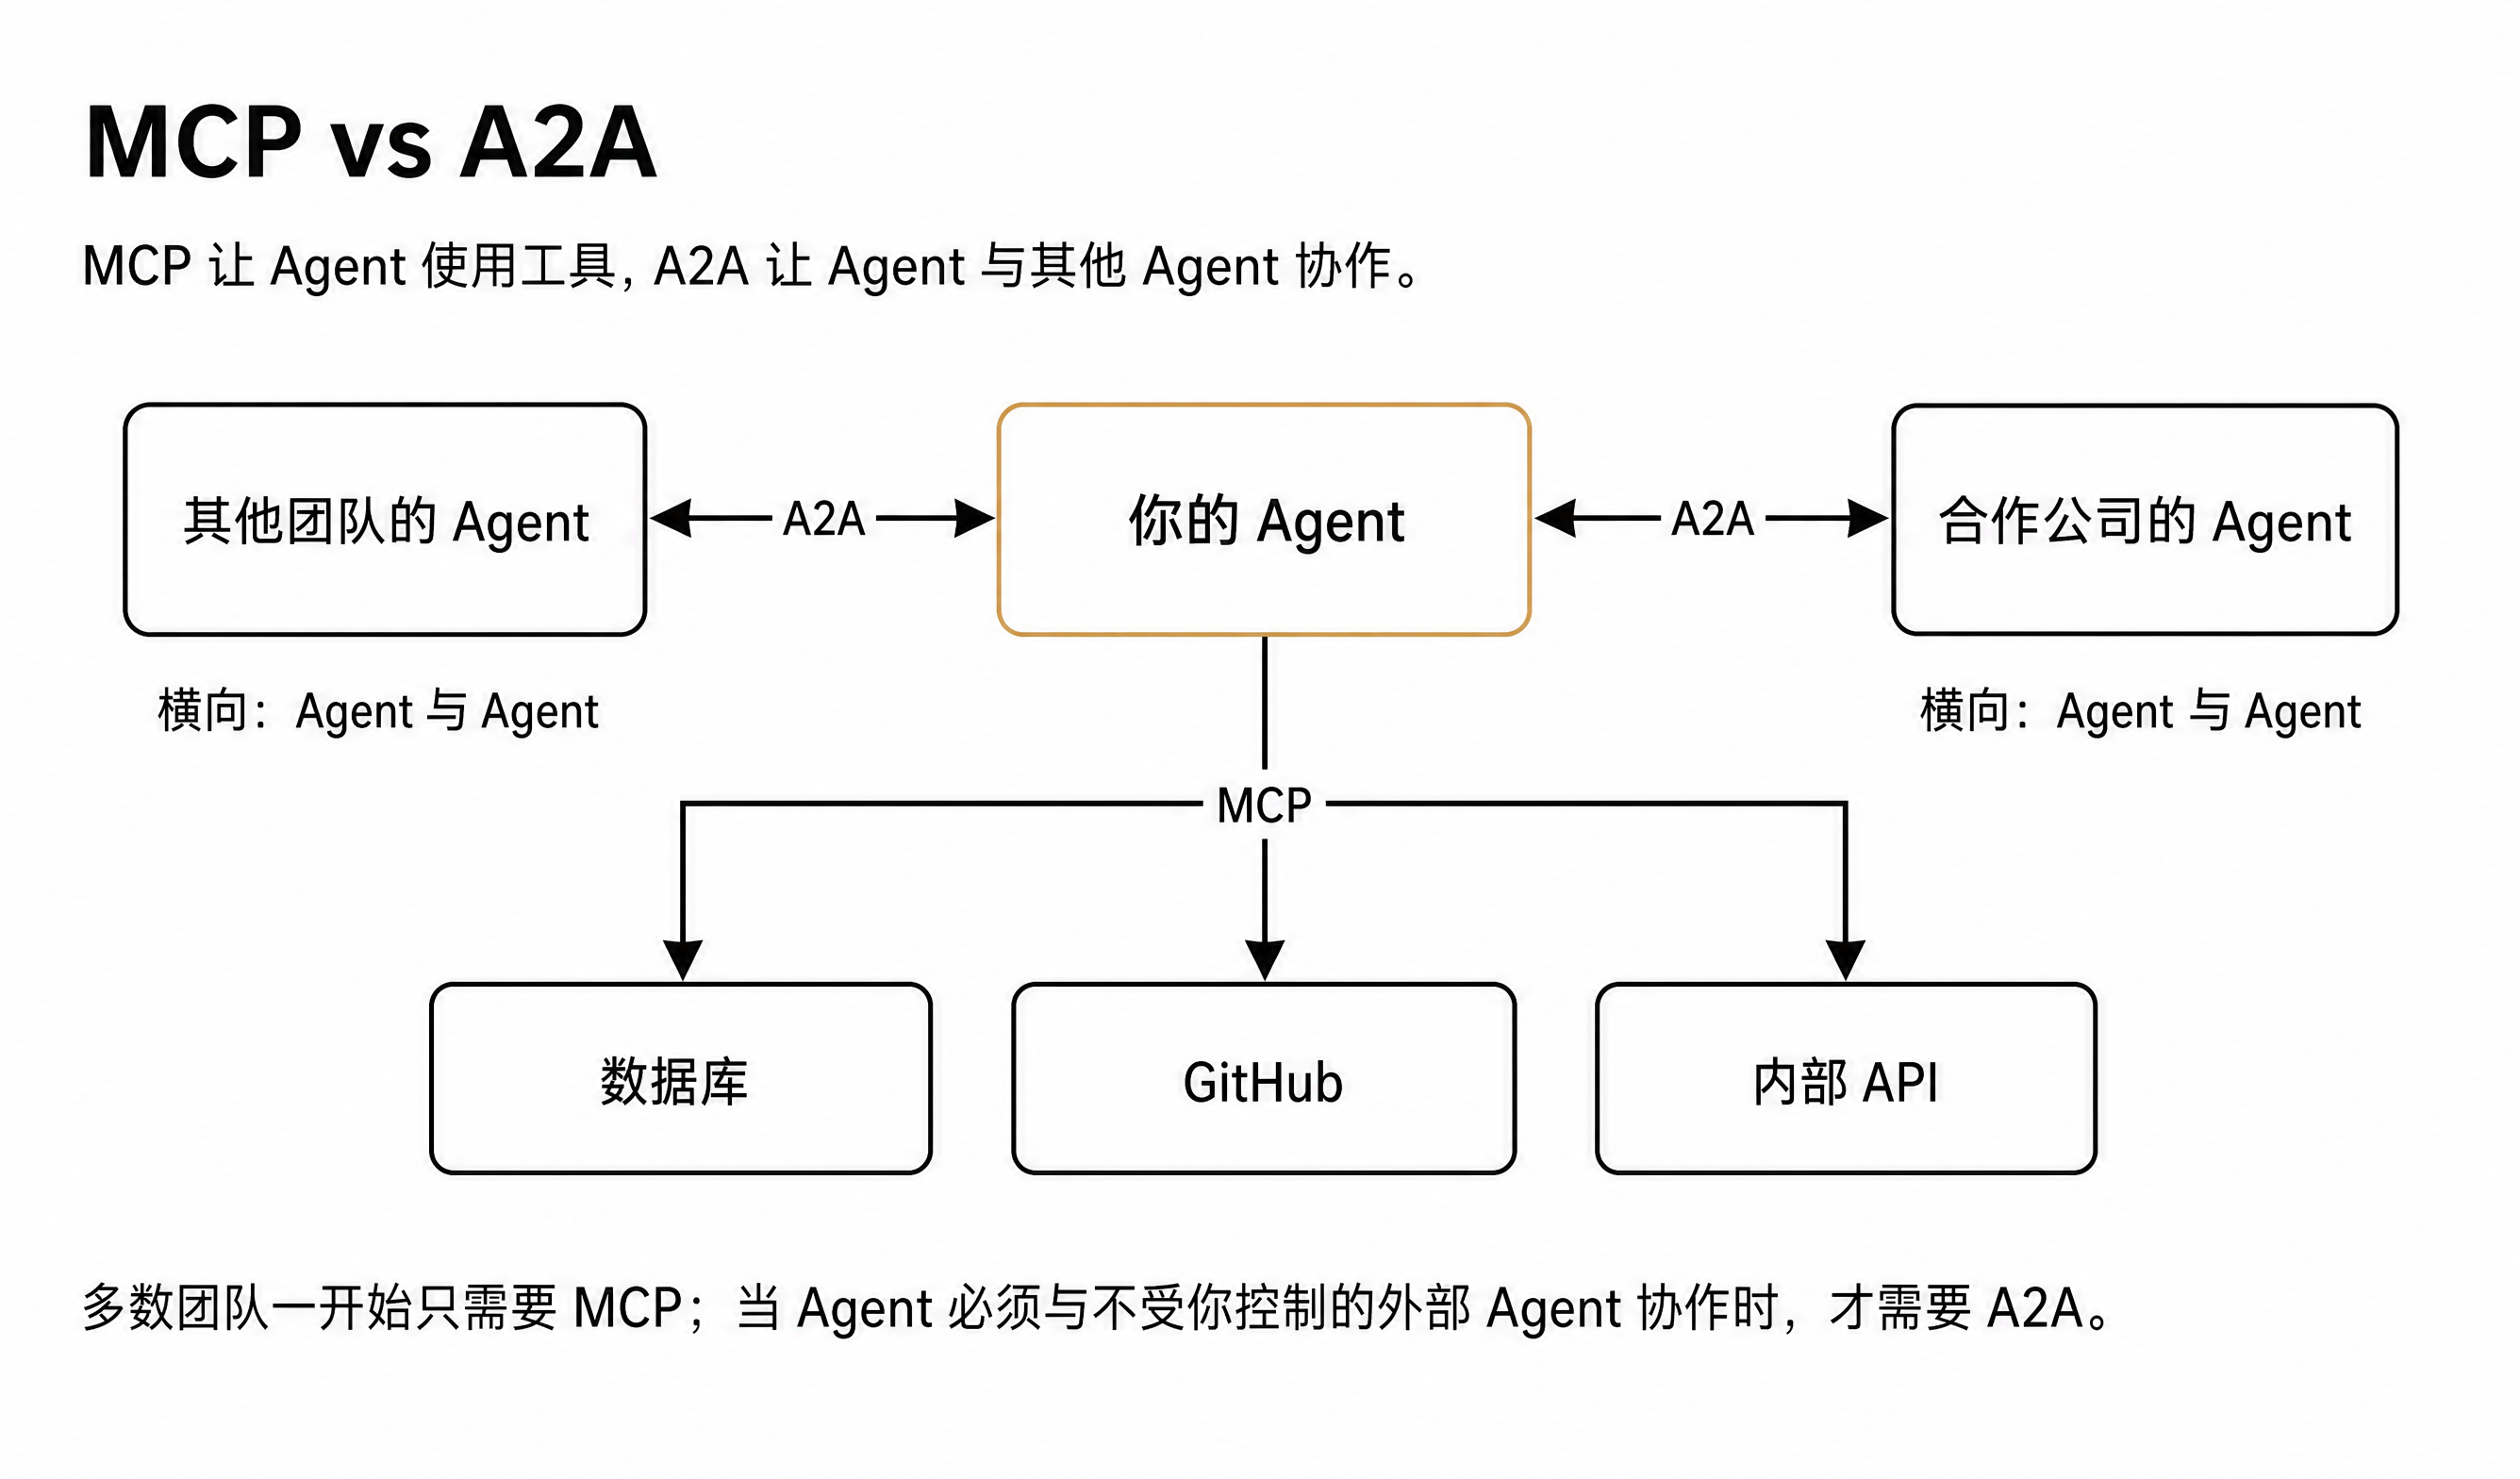 MCP vs A2A
MCP 让 Agent 使用工具，A2A 让 Agent 与其他 Agent 协作。
其他团队的 Agent
A2A
你的 Agent
A2A
合作公司的 Agent
横向：Agent 与 Agent
横向：Agent 与 Agent
MCP
数据库
GitHub
内部 API
多数团队一开始只需要 MCP；当 Agent 必须与不受你控制的外部 Agent 协作时，才需要 A2A。